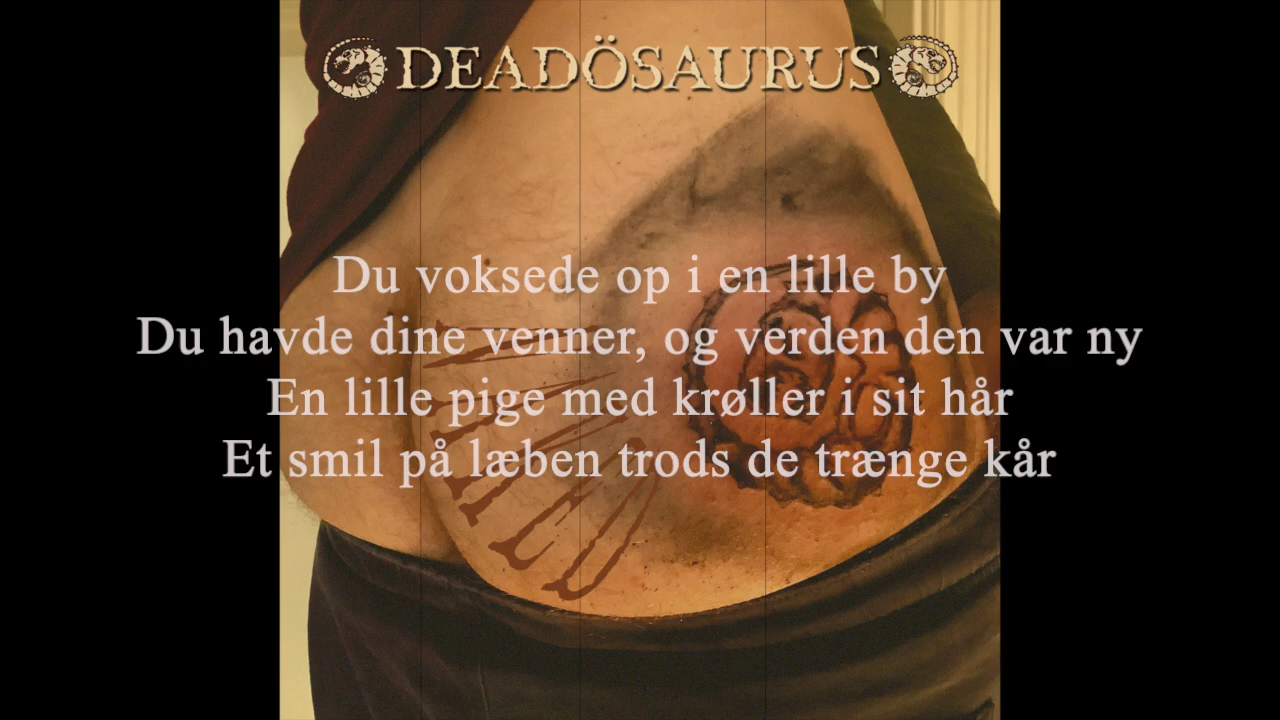 DEADÖSAURUS
Du voksede op i en lille by
Du havde dine venner, og verden den var ny
En lille pige med krøller i sit hår
Et smil på læben trods de trænge kår